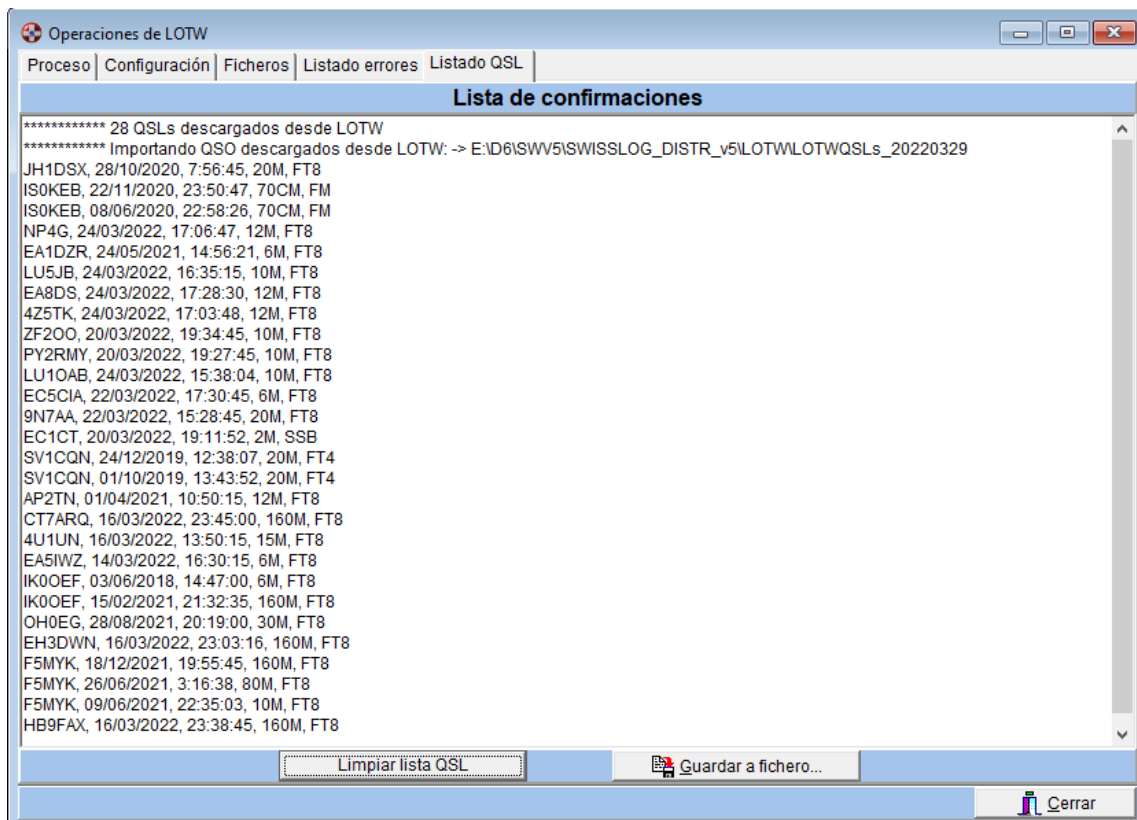 Operaciones de LOTW
Proceso Configuración Ficheros Listado errores Listado QSL
Lista de confirmaciones
************ 28 QSLs descargados desde LOTW
************ Importando QSO descargados desde LOTW: -> E:\D6\SWV5\SWISSLOG_DISTR_v5\LOTW\LOTWQSLs_20220329
JH1DSX, 28/10/2020, 7:56:45, 20M, FT8
IS0KEB, 22/11/2020, 23:50:47, 70CM, FM
IS0KEB, 08/06/2020, 22:58:26, 70CM, FM
NP4G, 24/03/2022, 17:06:47, 12M, FT8
EA1DZR, 24/05/2021, 14:56:21, 6M, FT8
LU5JB, 24/03/2022, 16:35:15, 10M, FT8
EA8DS, 24/03/2022, 17:28:30, 12M, FT8
4Z5TK, 24/03/2022, 17:03:48, 12M, FT8
ZF2OO, 20/03/2022, 19:34:45, 10M, FT8
PY2RMY, 20/03/2022, 19:27:45, 10M, FT8
LU1OAB, 24/03/2022, 15:38:04, 10M, FT8
EC5CIA, 22/03/2022, 17:30:45, 6M, FT8
9N7AA, 22/03/2022, 15:28:45, 20M, FT8
EC1CT, 20/03/2022, 19:11:52, 2M, SSB
SV1CQN, 24/12/2019, 12:38:07, 20M, FT4
SV1CQN, 01/10/2019, 13:43:52, 20M, FT4
AP2TN, 01/04/2021, 10:50:15, 12M, FT8
CT7ARQ, 16/03/2022, 23:45:00, 160M, FT8
4U1UN, 16/03/2022, 13:50:15, 15M, FT8
EA5IWZ, 14/03/2022, 16:30:15, 6M, FT8
IK0OEF, 03/06/2018, 14:47:00, 6M, FT8
IK0OEF, 15/02/2021, 21:32:35, 160M, FT8
OH0EG, 28/08/2021, 20:19:00, 30M, FT8
EH3DWN, 16/03/2022, 23:03:16, 160M, FT8
F5MYK, 18/12/2021, 19:55:45, 160M, FT8
F5MYK, 26/06/2021, 3:16:38, 80M, FT8
F5MYK, 09/06/2021, 22:35:03, 10M, FT8
HB9FAX, 16/03/2022, 23:38:45, 160M, FT8
Limpiar lista QSL Guardar a fichero...
Cerrar